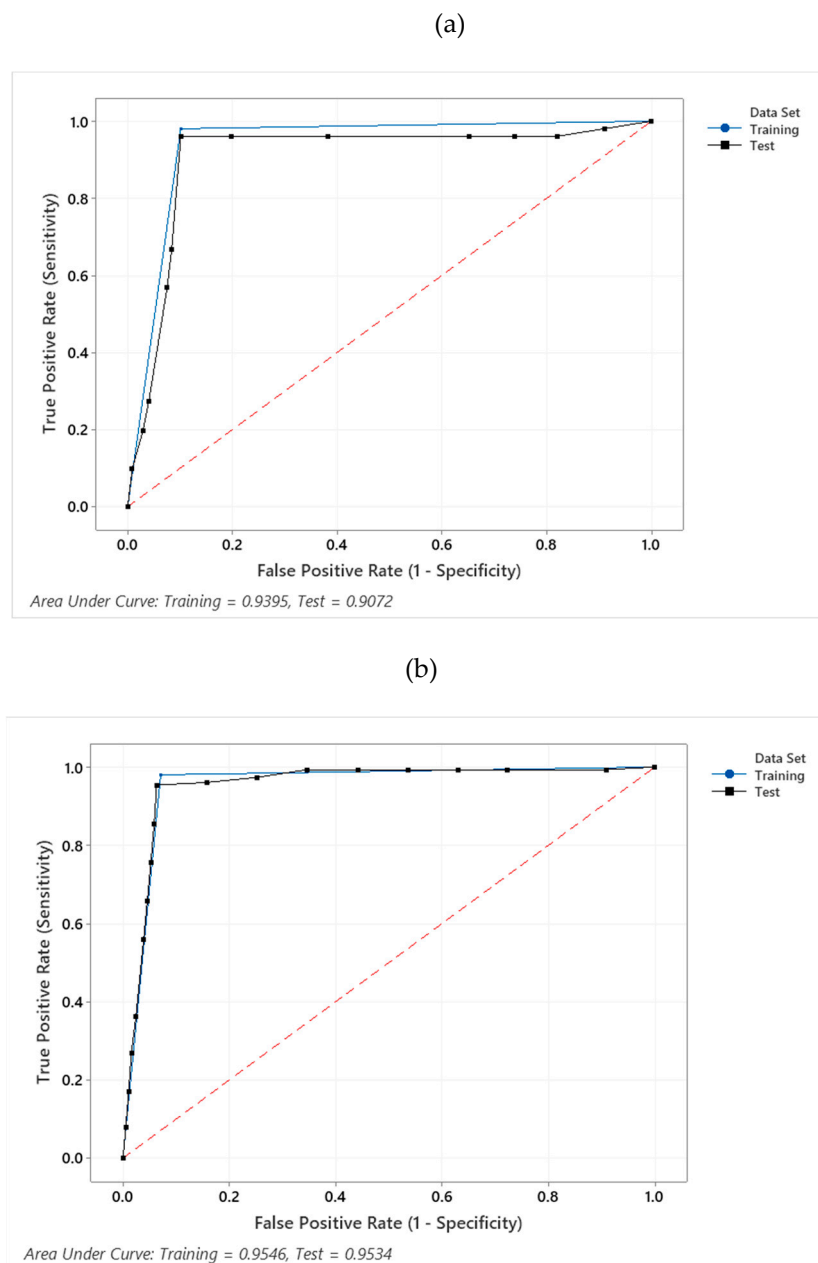 (a)
Data Set
Training
Test
1.0
0.8
0.6
0.4
0.2
0.0
True Positive Rate (Sensitivity)
0.0 0.2 0.4 0.6 0.8 1.0
False Positive Rate (1 - Specificity)
Area Under Curve: Training = 0.9395, Test = 0.9072
(b)
Data Set
Training
Test
1.0
0.8
0.6
0.4
0.2
0.0
True Positive Rate (Sensitivity)
0.0 0.2 0.4 0.6 0.8 1.0
False Positive Rate (1 - Specificity)
Area Under Curve: Training = 0.9546, Test = 0.9534